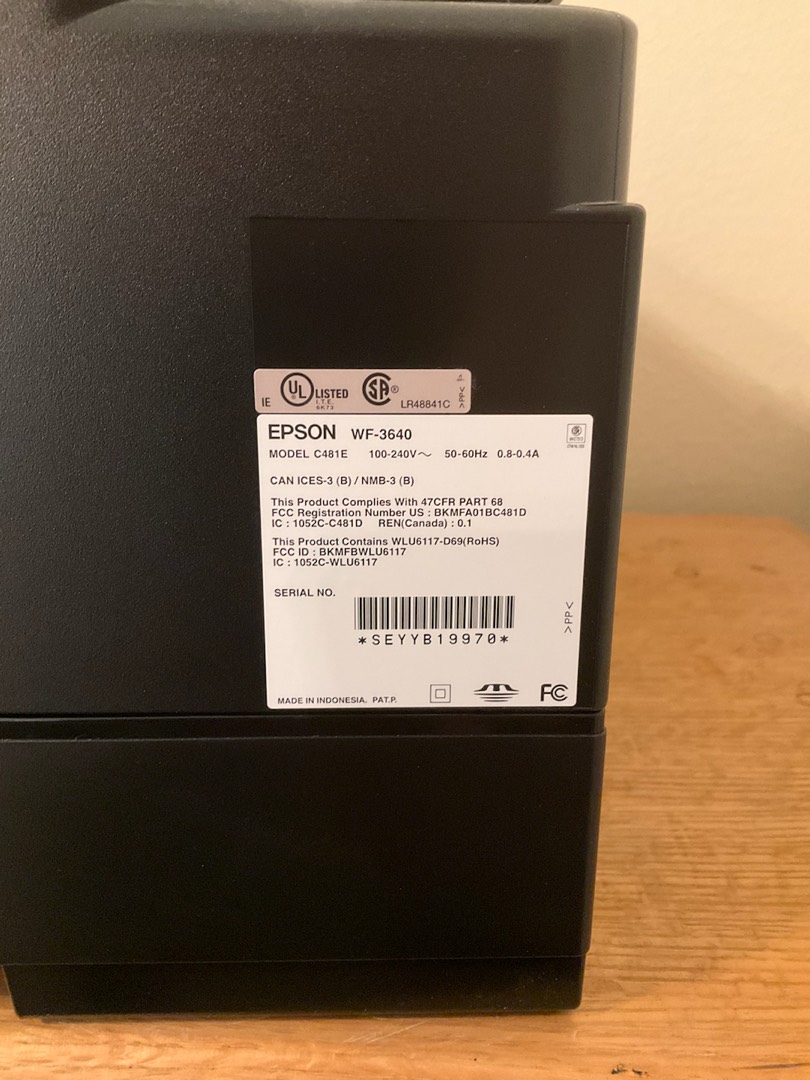 UL LISTED
IE I.T.E.
6K73
SA ® LR48841C
>PP<
EPSON WF-3640
MODEL C481E 100-240V～ 50-60Hz 0.8-0.4A
CAN ICES-3 (B) / NMB-3 (B)
This Product Complies With 47CFR PART 68
FCC Registration Number US : BKMFA01BC481D
IC : 1052C-C481D REN(Canada) : 0.1
This Product Contains WLU6117-D69(RoHS)
FCC ID : BKMFBWLU6117
IC : 1052C-WLU6117
SERIAL NO.
*SEYYB19970*
>PP<
MADE IN INDONESIA. PAT.P.
FC